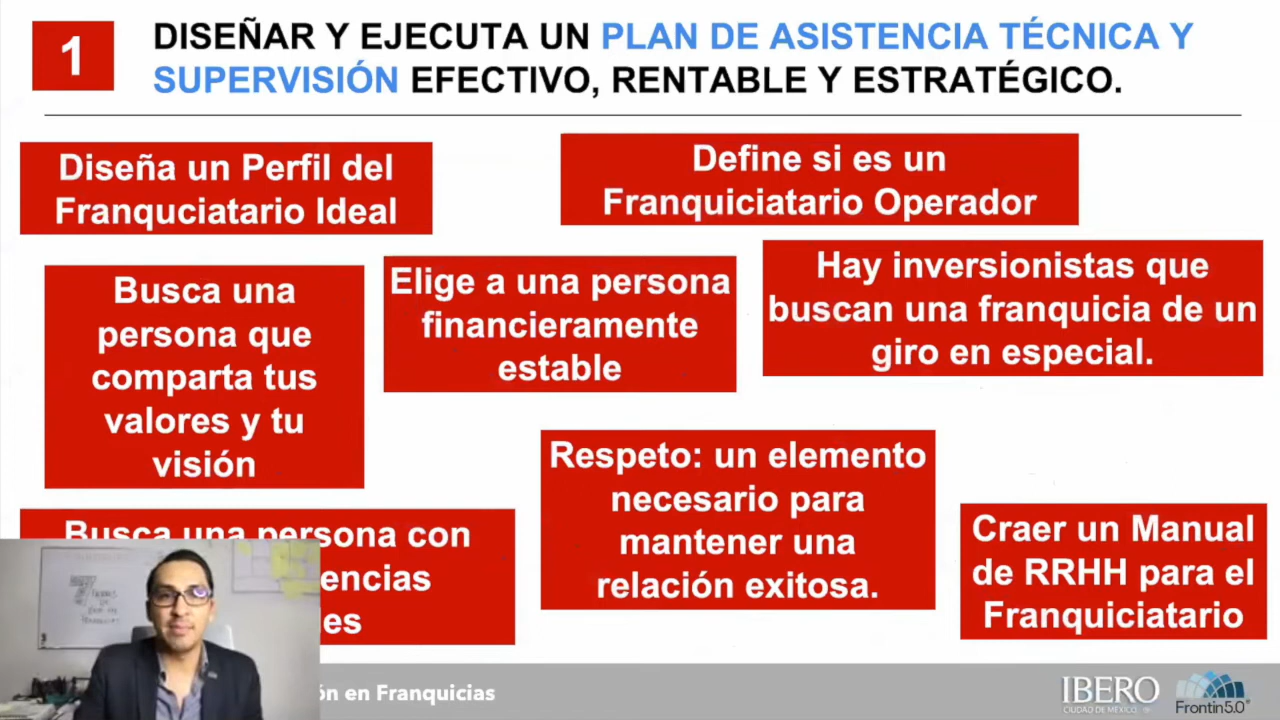 1
DISEÑAR Y EJECUTA UN PLAN DE ASISTENCIA TÉCNICA Y
SUPERVISIÓN EFECTIVO, RENTABLE Y ESTRATÉGICO.
Diseña un Perfil del
Franquciatario Ideal
Define si es un
Franquiciatario Operador
Busca una
persona que
comparta tus
valores y tu
visión
Elige a una persona
financieramente
estable
Hay inversionistas que
buscan una franquicia de un
giro en especial.
Busca una persona con
encias
es
Respeto: un elemento
necesario para
mantener una
relación exitosa.
Craer un Manual
de RRHH para el
Franquiciatario
ón en Franquicias
IBERO
CIUDAD DE MÉXICO
Frontin5.0